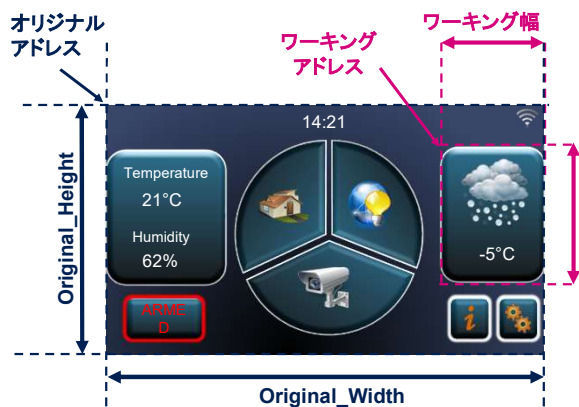 オリジナル
アドレス
ワーキング
アドレス
ワーキング幅
14:21
Original_Height
Temperature
21°C
Humidity
62%
-5°C
ARME
D
i
Original_Width